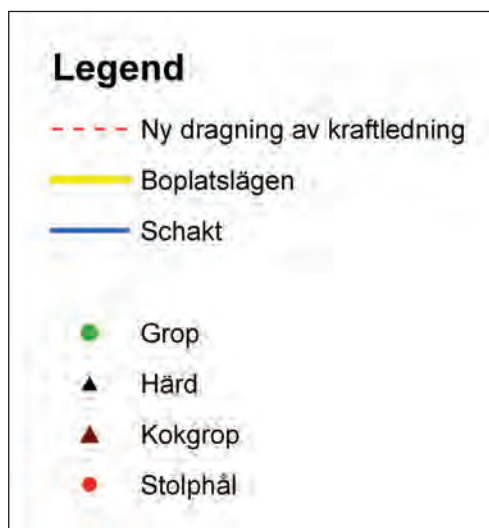 Legend
Ny dragning av kraftledning
Boplatslägen
Schakt
Grop
Härd
Kokgrop
Stolphål